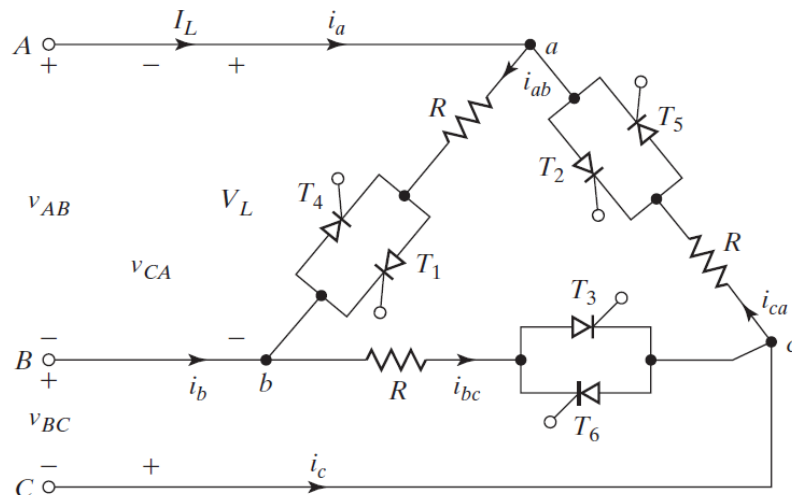 A + − I_L + i_a a
i_ab
R
T_5
T_2
T_4
v_AB V_L
R
v_CA
T_1
T_3
i_ca
− −
B + i_b b R i_bc c
T_6
v_BC
− + i_c
C